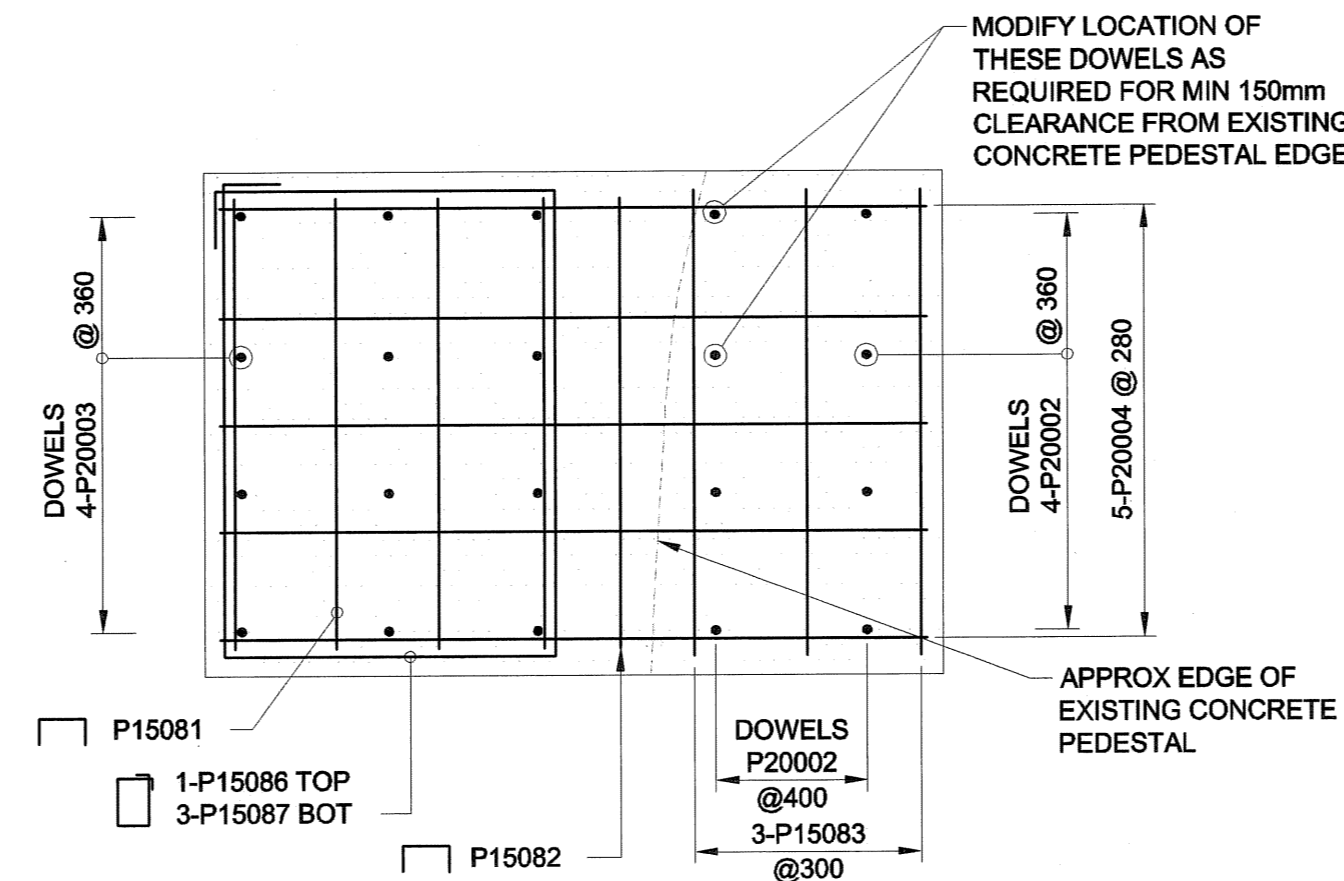 MODIFY LOCATION OF
THESE DOWELS AS
REQUIRED FOR MIN 150mm
CLEARANCE FROM EXISTING
CONCRETE PEDESTAL EDGE
DOWELS
4-P20003
@ 360
DOWELS
4-P20002
@ 360
5-P20004 @ 280
APPROX EDGE OF
EXISTING CONCRETE
PEDESTAL
P15081
1-P15086 TOP
3-P15087 BOT
P15082
DOWELS
P20002
@400
3-P15083
@300